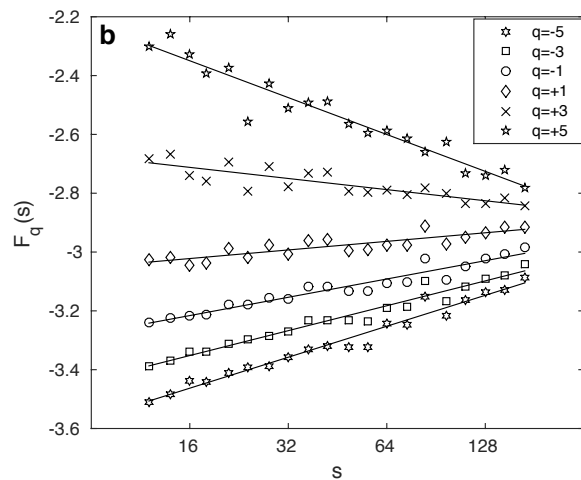 b
q=-5
q=-3
q=-1
q=+1
q=+3
q=+5
-2
-2.2
-2.4
-2.6
-2.8
-3
-3.2
-3.4
-3.6
F_q(s)
16 32 64 128
s